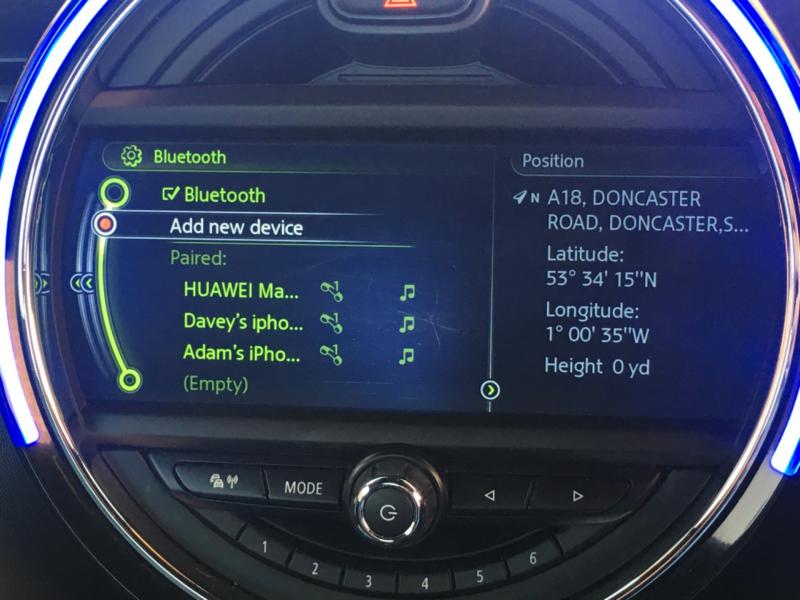 Bluetooth
Bluetooth
Add new device
Paired:
HUAWEI Ma...
Davey's ipho...
Adam's iPho...
(Empty)
Position
N A18, DONCASTER
ROAD, DONCASTER,S...
Latitude:
53° 34' 15"N
Longitude:
1° 00' 35"W
Height 0 yd
MODE
1 2 3 4 5 6